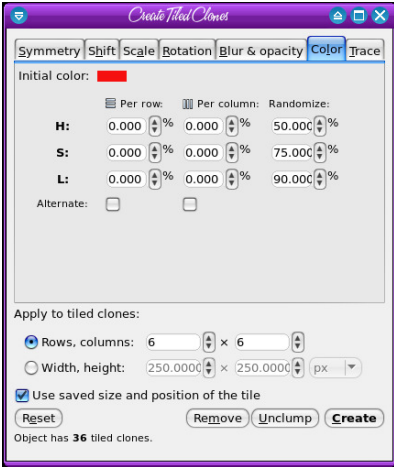 Create Tiled Clones
Symmetry Shift Scale Rotation Blur & opacity Color Trace
Initial color:
Per row: Per column: Randomize:
H: 0.000 % 0.000 % 50.000 %
S: 0.000 % 0.000 % 75.000 %
L: 0.000 % 0.000 % 90.000 %
Alternate:
Apply to tiled clones:
Rows, columns: 6 × 6
Width, height: 250.0000 × 250.0000 px
Use saved size and position of the tile
Reset Remove Unclump Create
Object has 36 tiled clones.